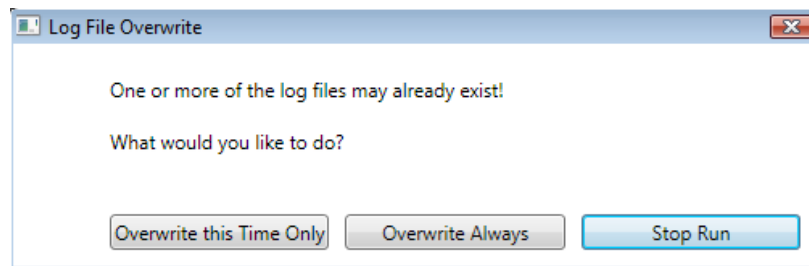 Log File Overwrite
One or more of the log files may already exist!
What would you like to do?
Overwrite this Time Only Overwrite Always Stop Run